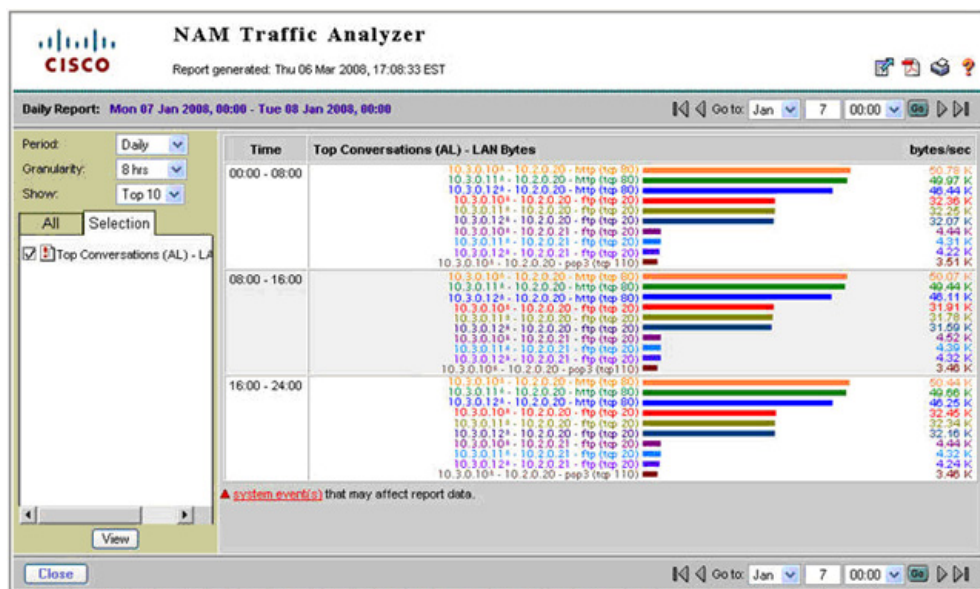 CISCO
NAM Traffic Analyzer
Report generated: Thu 06 Mar 2008, 17:08:33 EST
Daily Report: Mon 07 Jan 2008, 00:00 - Tue 08 Jan 2008, 00:00
Go to: Jan 7 00:00 Go
Period: Daily
Granularity: 8 hrs
Show: Top 10
All Selection
Top Conversations (AL) - LA
View
Time Top Conversations (AL) - LAN Bytes bytes/sec
00:00 - 08:00
10.3.0.10^ - 10.2.0.20 - http (tcp 80) 50.78 K
10.3.0.11^ - 10.2.0.20 - http (tcp 80) 49.97 K
10.3.0.12^ - 10.2.0.20 - http (tcp 80) 46.44 K
10.3.0.10^ - 10.2.0.20 - ftp (tcp 20) 32.36 K
10.3.0.11^ - 10.2.0.20 - ftp (tcp 20) 32.25 K
10.3.0.12^ - 10.2.0.20 - ftp (tcp 20) 32.07 K
10.3.0.10^ - 10.2.0.21 - ftp (tcp 20) 4.44 K
10.3.0.11^ - 10.2.0.21 - ftp (tcp 20) 4.31 K
10.3.0.12^ - 10.2.0.21 - ftp (tcp 20) 4.22 K
10.3.0.10^ - 10.2.0.20 - pop3 (tcp 110) 3.51 K
08:00 - 16:00
10.3.0.10^ - 10.2.0.20 - http (tcp 80) 50.07 K
10.3.0.11^ - 10.2.0.20 - http (tcp 80) 49.44 K
10.3.0.12^ - 10.2.0.20 - http (tcp 80) 46.11 K
10.3.0.10^ - 10.2.0.20 - ftp (tcp 20) 31.91 K
10.3.0.11^ - 10.2.0.20 - ftp (tcp 20) 31.78 K
10.3.0.12^ - 10.2.0.20 - ftp (tcp 20) 31.59 K
10.3.0.10^ - 10.2.0.21 - ftp (tcp 20) 4.52 K
10.3.0.11^ - 10.2.0.21 - ftp (tcp 20) 4.39 K
10.3.0.12^ - 10.2.0.21 - ftp (tcp 20) 4.32 K
10.3.0.10^ - 10.2.0.20 - pop3 (tcp110) 3.46 K
16:00 - 24:00
10.3.0.10^ - 10.2.0.20 - http (tcp 80) 50.44 K
10.3.0.11^ - 10.2.0.20 - http (tcp 80) 49.66 K
10.3.0.12^ - 10.2.0.20 - http (tcp 80) 46.25 K
10.3.0.10^ - 10.2.0.20 - ftp (tcp 20) 32.45 K
10.3.0.11^ - 10.2.0.20 - ftp (tcp 20) 32.34 K
10.3.0.12^ - 10.2.0.20 - ftp (tcp 20) 32.16 K
10.3.0.10^ - 10.2.0.21 - ftp (tcp 20) 4.44 K
10.3.0.11^ - 10.2.0.21 - ftp (tcp 20) 4.32 K
10.3.0.12^ - 10.2.0.21 - ftp (tcp 20) 4.24 K
10.3.0.10^ - 10.2.0.20 - pop3 (tcp 110) 3.46 K
system event(s) that may affect report data.
Close
Go to: Jan 7 00:00 Go